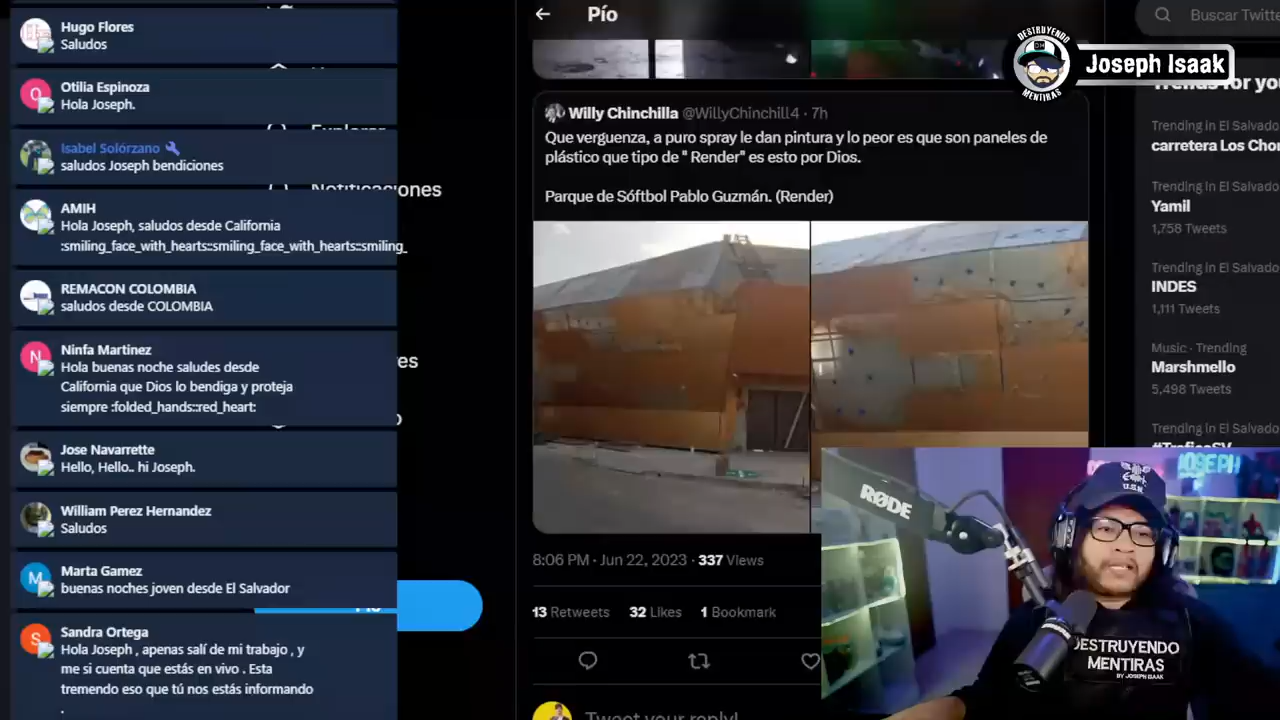 Hugo Flores
Saludos
Otilia Espinoza
Hola Joseph.
Isabel Solórzano
saludos Joseph bendiciones
AMIH
Hola Joseph, saludos desde California
:smiling_face_with_hearts::smiling_face_with_hearts::smiling_
REMACON COLOMBIA
saludos desde COLOMBIA
Ninfa Martinez
Hola buenas noche saludes desde
California que Dios lo bendiga y proteja
siempre :folded_hands::red_heart:
Jose Navarrette
Hello, Hello.. hi Joseph.
William Perez Hernandez
Saludos
Marta Gamez
buenas noches joven desde El Salvador
Sandra Ortega
Hola Joseph , apenas salí de mi trabajo , y
me si cuenta que estás en vivo . Esta
tremendo eso que tú nos estás informando
.
Explorar
Notificaciones
es
Pío
Willy Chinchilla @WillyChinchill4 · 7h
Que verguenza, a puro spray le dan pintura y lo peor es que son paneles de
plástico que tipo de " Render" es esto por Dios.
Parque de Sóftbol Pablo Guzmán. (Render)
8:06 PM · Jun 22, 2023 · 337 Views
13 Retweets 32 Likes 1 Bookmark
Tweet your reply!
Buscar Twitte
DESTRUYENDO
MENTIRAS
Joseph Isaak
Trends for you
Trending in El Salvado
carretera Los Chor
Trending in El Salvado
Yamil
1,758 Tweets
Trending in El Salvado
INDES
1,111 Tweets
Music · Trending
Marshmello
5,498 Tweets
Trending in El Salvado
#TraficoSV
RØDE
JOSEPH
U.S.N.
DESTRUYENDO
MENTIRAS
BY JOSEPH ISAAK